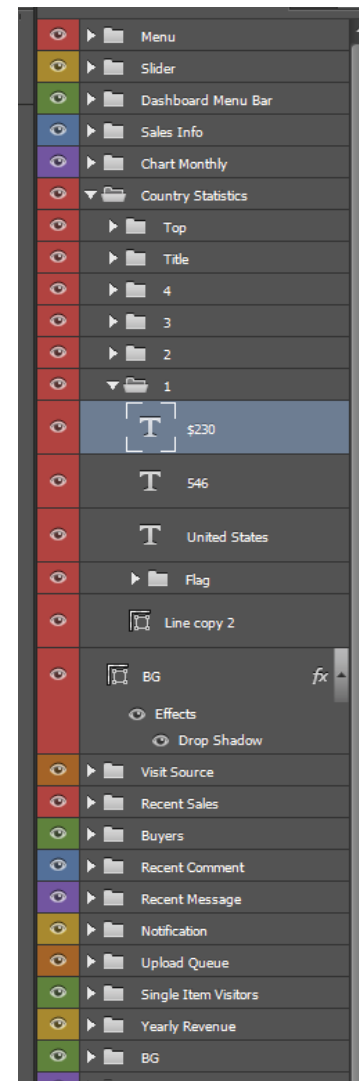 Menu
Slider
Dashboard Menu Bar
Sales Info
Chart Monthly
Country Statistics
Top
Title
4
3
2
1
T $230
T 546
T United States
Flag
Line copy 2
BG fx
Effects
Drop Shadow
Visit Source
Recent Sales
Buyers
Recent Comment
Recent Message
Notification
Upload Queue
Single Item Visitors
Yearly Revenue
BG